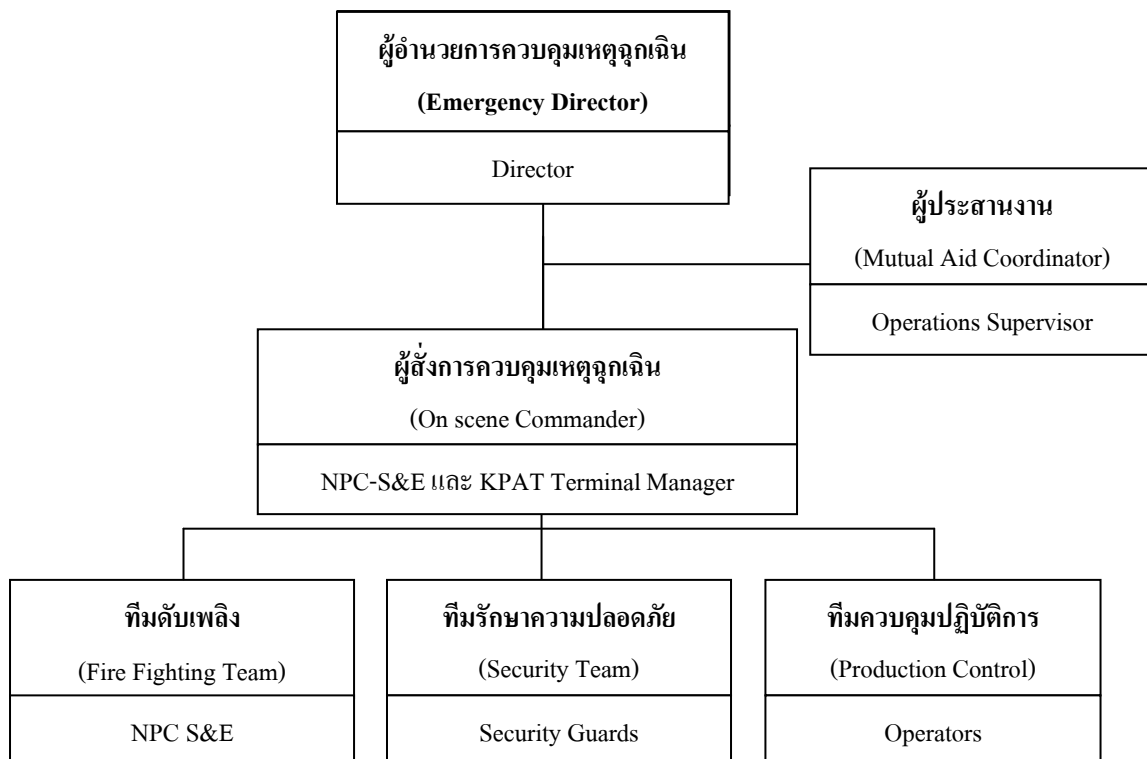 ผู้อำนวยการควบคุมเหตุฉุกเฉิน
(Emergency Director)
Director
ผู้ประสานงาน
(Mutual Aid Coordinator)
Operations Supervisor
ผู้สั่งการควบคุมเหตุฉุกเฉิน
(On scene Commander)
NPC-S&E และ KPAT Terminal Manager
ทีมดับเพลิง
(Fire Fighting Team)
NPC S&E
ทีมรักษาความปลอดภัย
(Security Team)
Security Guards
ทีมควบคุมปฏิบัติการ
(Production Control)
Operators